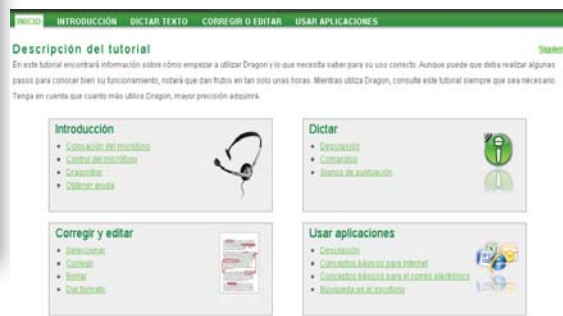 INICIO INTRODUCCIÓN DICTAR TEXTO CORREGIR O EDITAR USAR APLICACIONES
Descripción del tutorial
Siguien
En este tutorial encontrará información sobre cómo empezar a utilizar Dragon y lo que necesita saber para su uso correcto. Aunque puede que deba realizar algunas
pasos para conocer bien su funcionamiento, notará que dan frutos en tan solo unas horas. Mientras utiliza Dragon, consulte este tutorial siempre que sea necesario.
Tenga en cuenta que cuanto más utilice Dragon, mayor precisión adquirirá.
Introducción
Colocación del micrófono
Control del micrófono
DragonBar
Obtener ayuda
Dictar
Descripción
Comandos
Signos de puntuación
Corregir y editar
Seleccionar
Corregir
Borrar
Dar formato
Usar aplicaciones
Descripción
Conceptos básicos para Internet
Conceptos básicos para el correo electrónico
Búsqueda en el escritorio